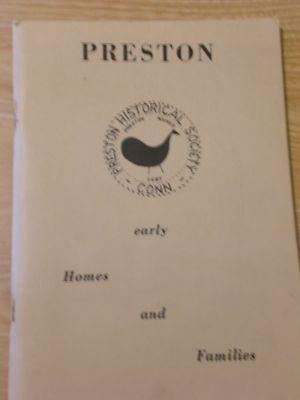 PRESTON
PRESTON HISTORICAL SOCIETY
CONN.
early
Homes
and
Families